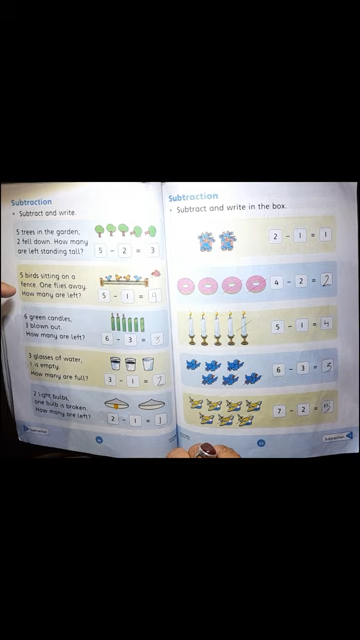 Subtraction
• Subtract and write.
5 trees in the garden,
2 fell down. How many
are left standing tall?
5 - 2 = 3
5 birds sitting on a
fence. One flies away.
How many are left?
5 - 1 = 4
6 green candles,
3 blown out.
How many are left?
6 - 3 = 3
3 glasses of water,
1 is empty.
How many are full?
3 - 1 = 2
2 light bulbs,
one bulb is broken.
How many are left?
2 - 1 = 1
Subtraction
Subtraction
• Subtract and write in the box.
2 - 1 = 1
4 - 2 = 2
5 - 1 = 4
6 - 3 = 3
7 - 2 = 5
Subtraction